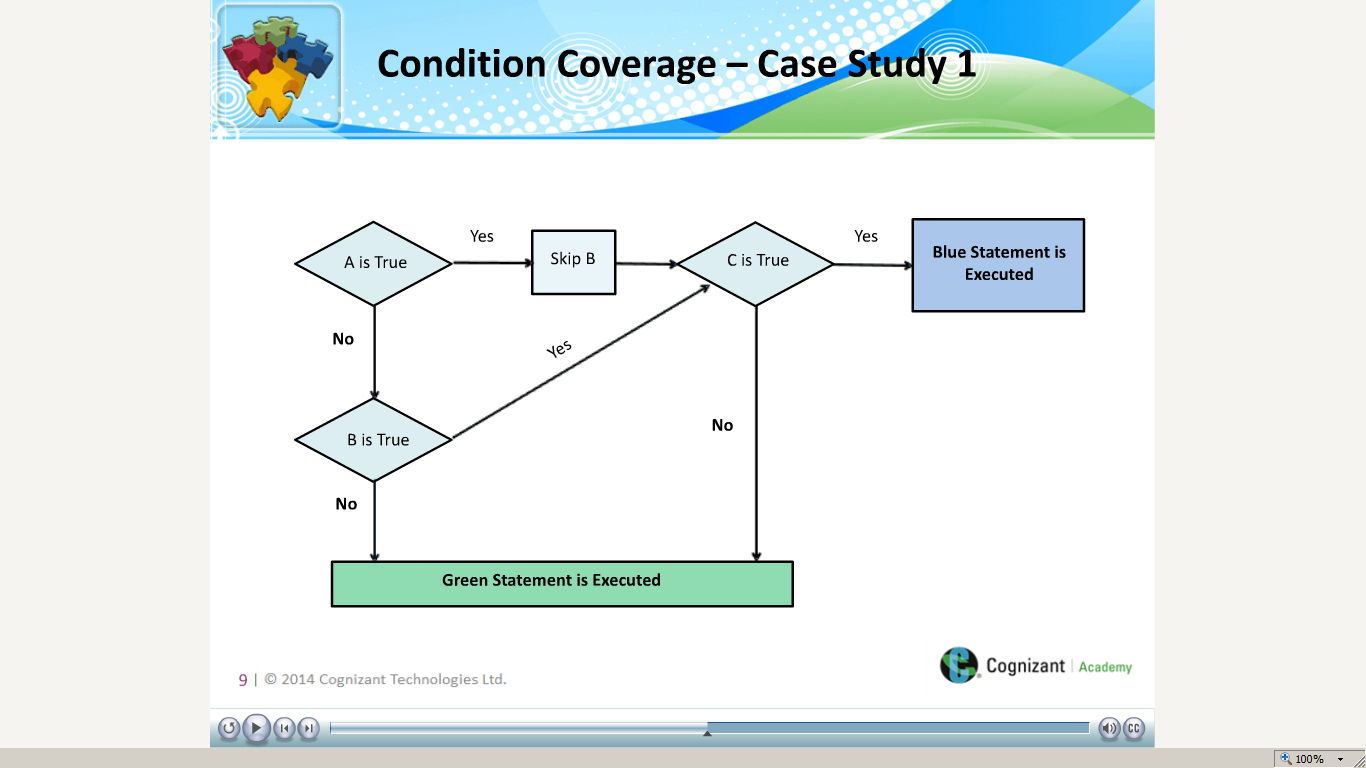 Condition Coverage – Case Study 1
A is True
Yes
Skip B
C is True
Yes
Blue Statement is
Executed
No
Yes
B is True
No
No
Green Statement is Executed
9 | © 2014 Cognizant Technologies Ltd.
Cognizant | Academy
CC
100%